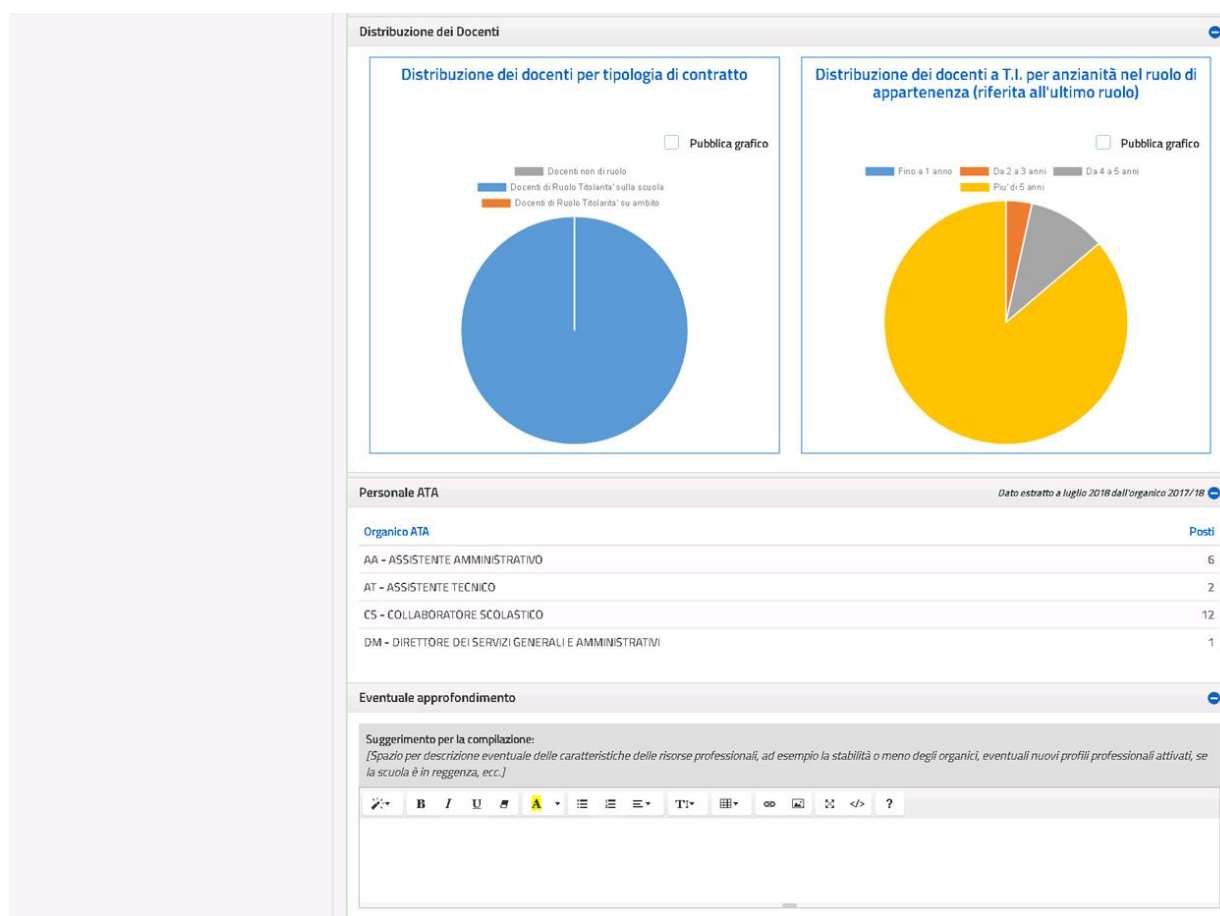 Distribuzione dei Docenti
Distribuzione dei docenti per tipologia di contratto
Pubblica grafico
Docenti non di ruolo
Docenti di Ruolo Titolarita' sulla scuola
Docenti di Ruolo Titolarita' su ambito
Distribuzione dei docenti a T.I. per anzianità nel ruolo di
appartenenza (riferita all'ultimo ruolo)
Pubblica grafico
Fino a 1 anno Da 2 a 3 anni Da 4 a 5 anni
Piu' di 5 anni
Personale ATA Dato estratto a luglio 2018 dall'organico 2017/18
Organico ATA Posti
AA - ASSISTENTE AMMINISTRATIVO 6
AT - ASSISTENTE TECNICO 2
CS - COLLABORATORE SCOLASTICO 12
DM - DIRETTORE DEI SERVIZI GENERALI E AMMINISTRATIVI 1
Eventuale approfondimento
Suggerimento per la compilazione:
[Spazio per descrizione eventuale delle caratteristiche delle risorse professionali, ad esempio la stabilità o meno degli organici, eventuali nuovi profili professionali attivati, se
la scuola è in reggenza, ecc.]
B I U A TI </> ?